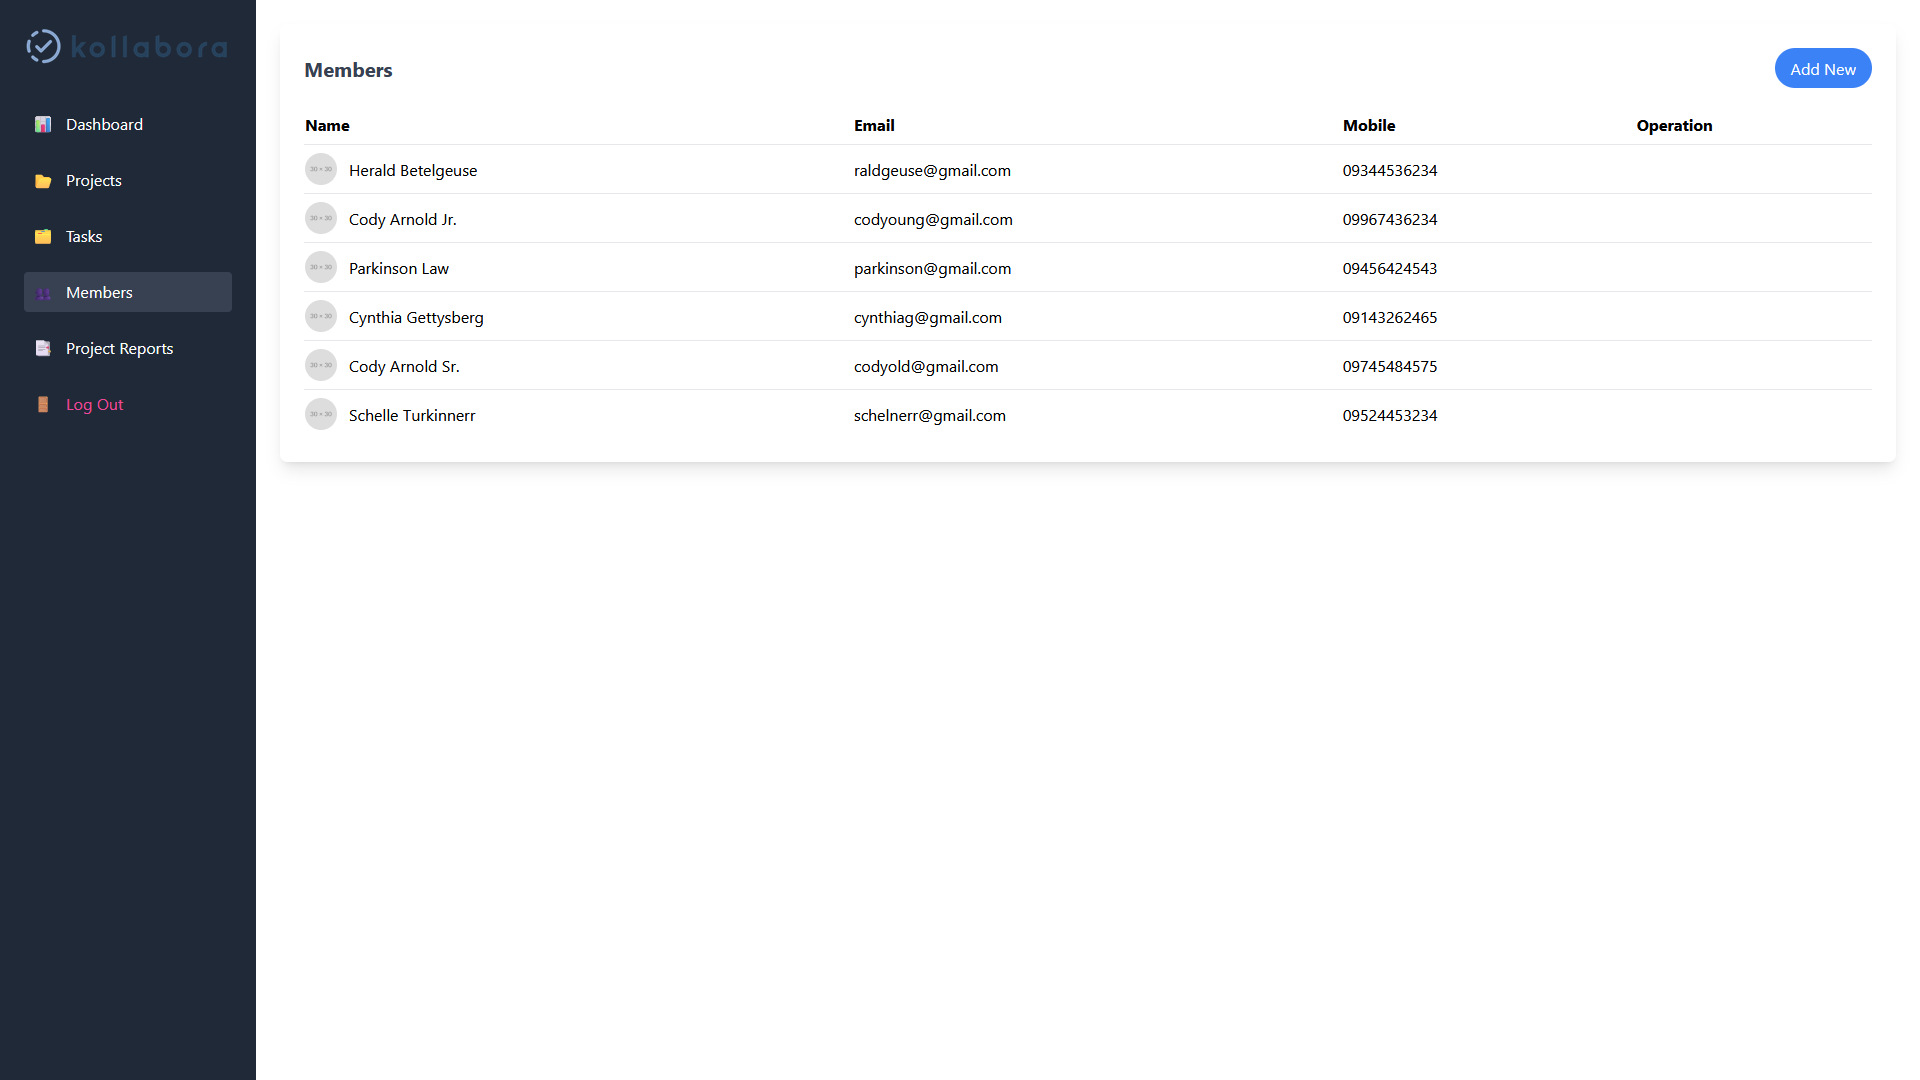 kollabora
Dashboard
Projects
Tasks
Members
Project Reports
Log Out
Members
Add New
Name Email Mobile Operation
30 × 30 Herald Betelgeuse raldgeuse@gmail.com 09344536234
30 × 30 Cody Arnold Jr. codyoung@gmail.com 09967436234
30 × 30 Parkinson Law parkinson@gmail.com 09456424543
30 × 30 Cynthia Gettysberg cynthiag@gmail.com 09143262465
30 × 30 Cody Arnold Sr. codyold@gmail.com 09745484575
30 × 30 Schelle Turkinnerr schelnerr@gmail.com 09524453234